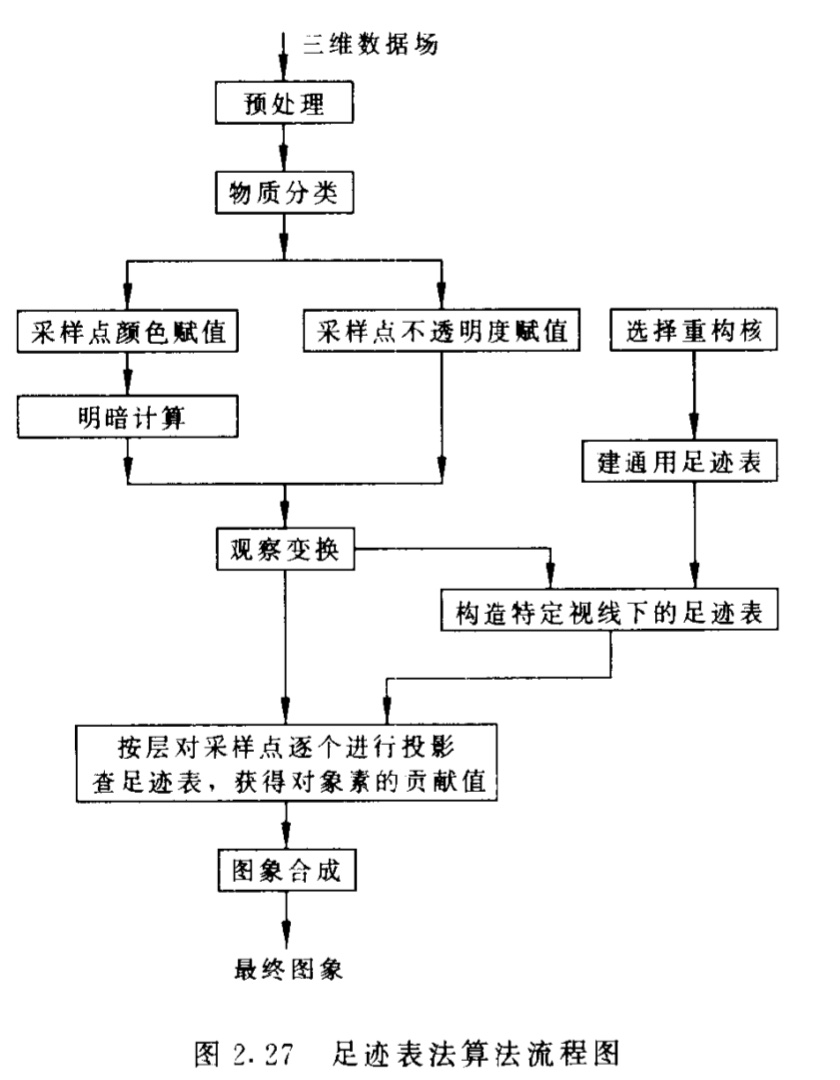 三维数据场
预处理
物质分类
采样点颜色赋值
采样点不透明度赋值
选择重构核
明暗计算
建通用足迹表
观察变换
构造特定视线下的足迹表
按层对采样点逐个进行投影
查足迹表，获得对象素的贡献值
图象合成
最终图象
图 2.27 足迹表法算法流程图